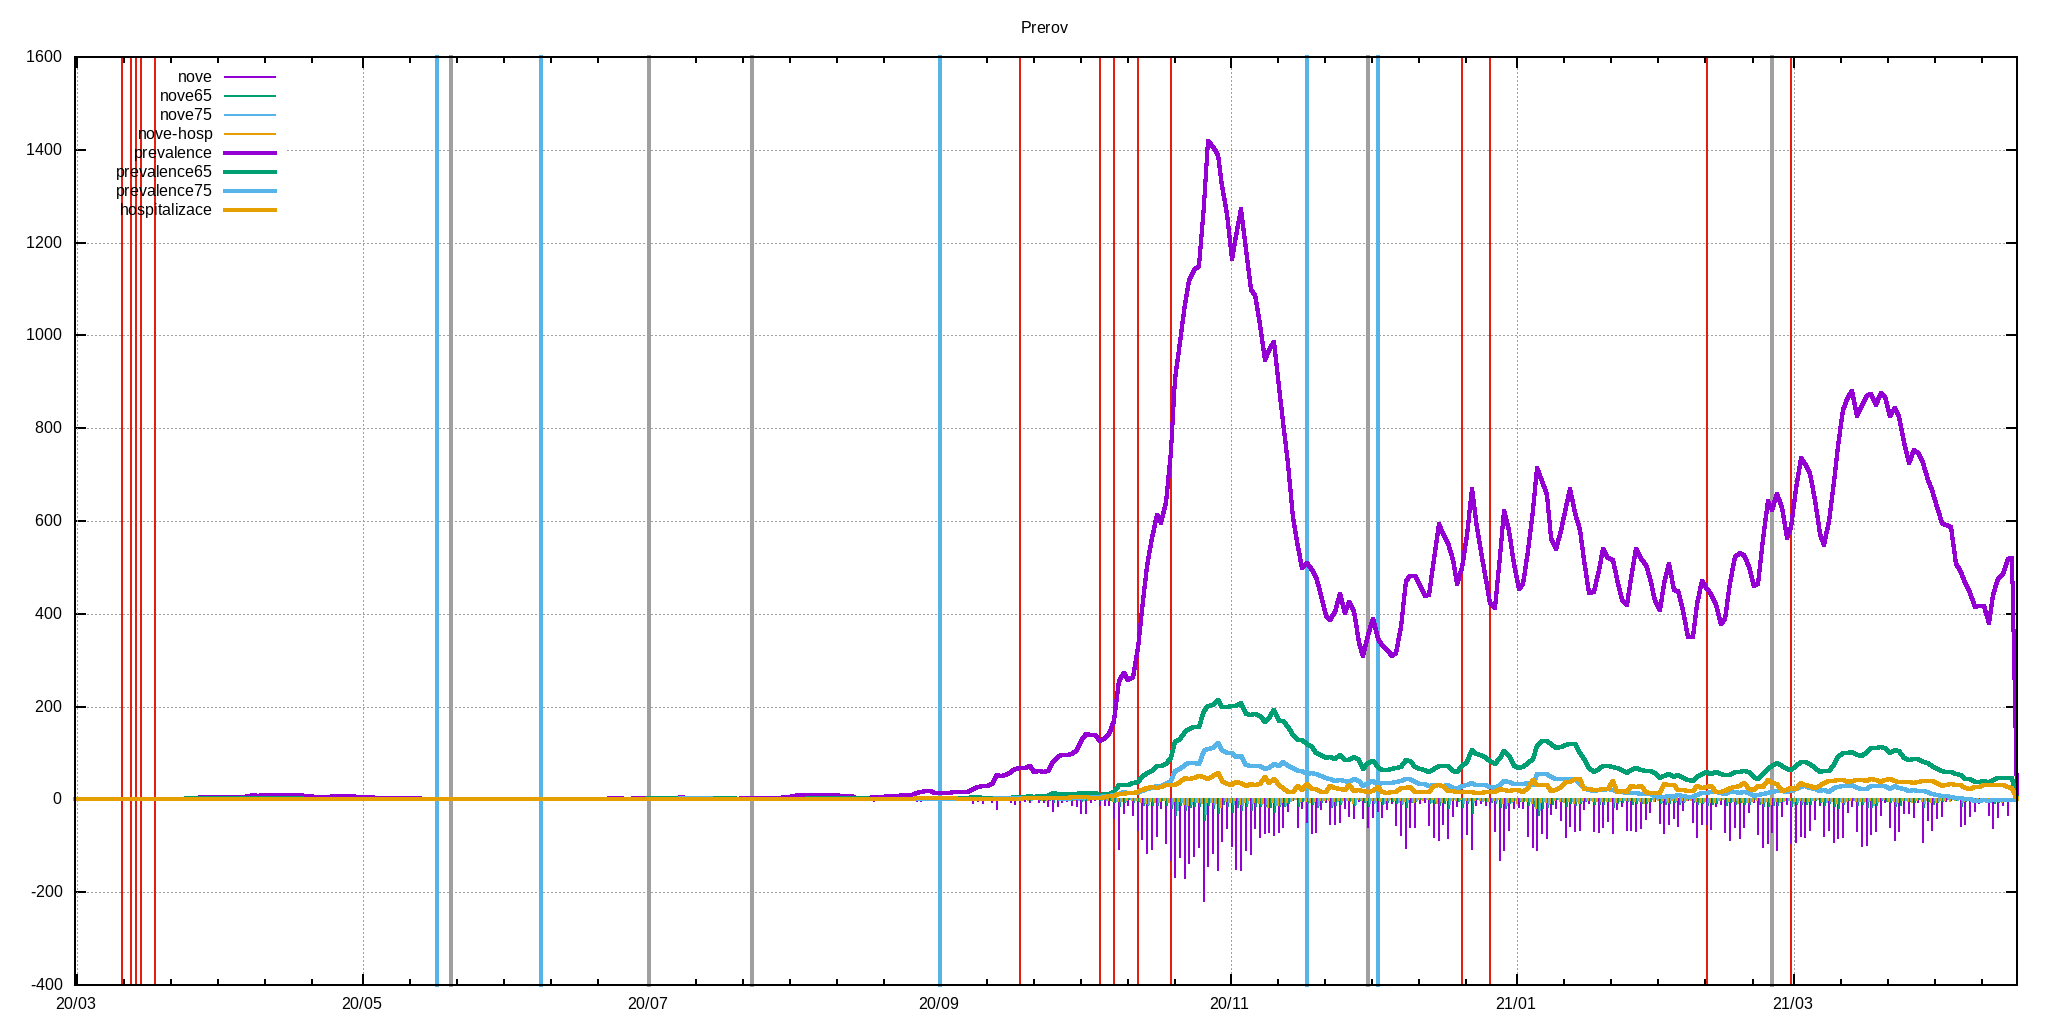 Prerov
1600
1400
1200
1000
800
600
400
200
0
-200
-400
nove
nove65
nove75
nove-hosp
prevalence
prevalence65
prevalence75
hospitalizace
20/03 20/05 20/07 20/09 20/11 21/01 21/03